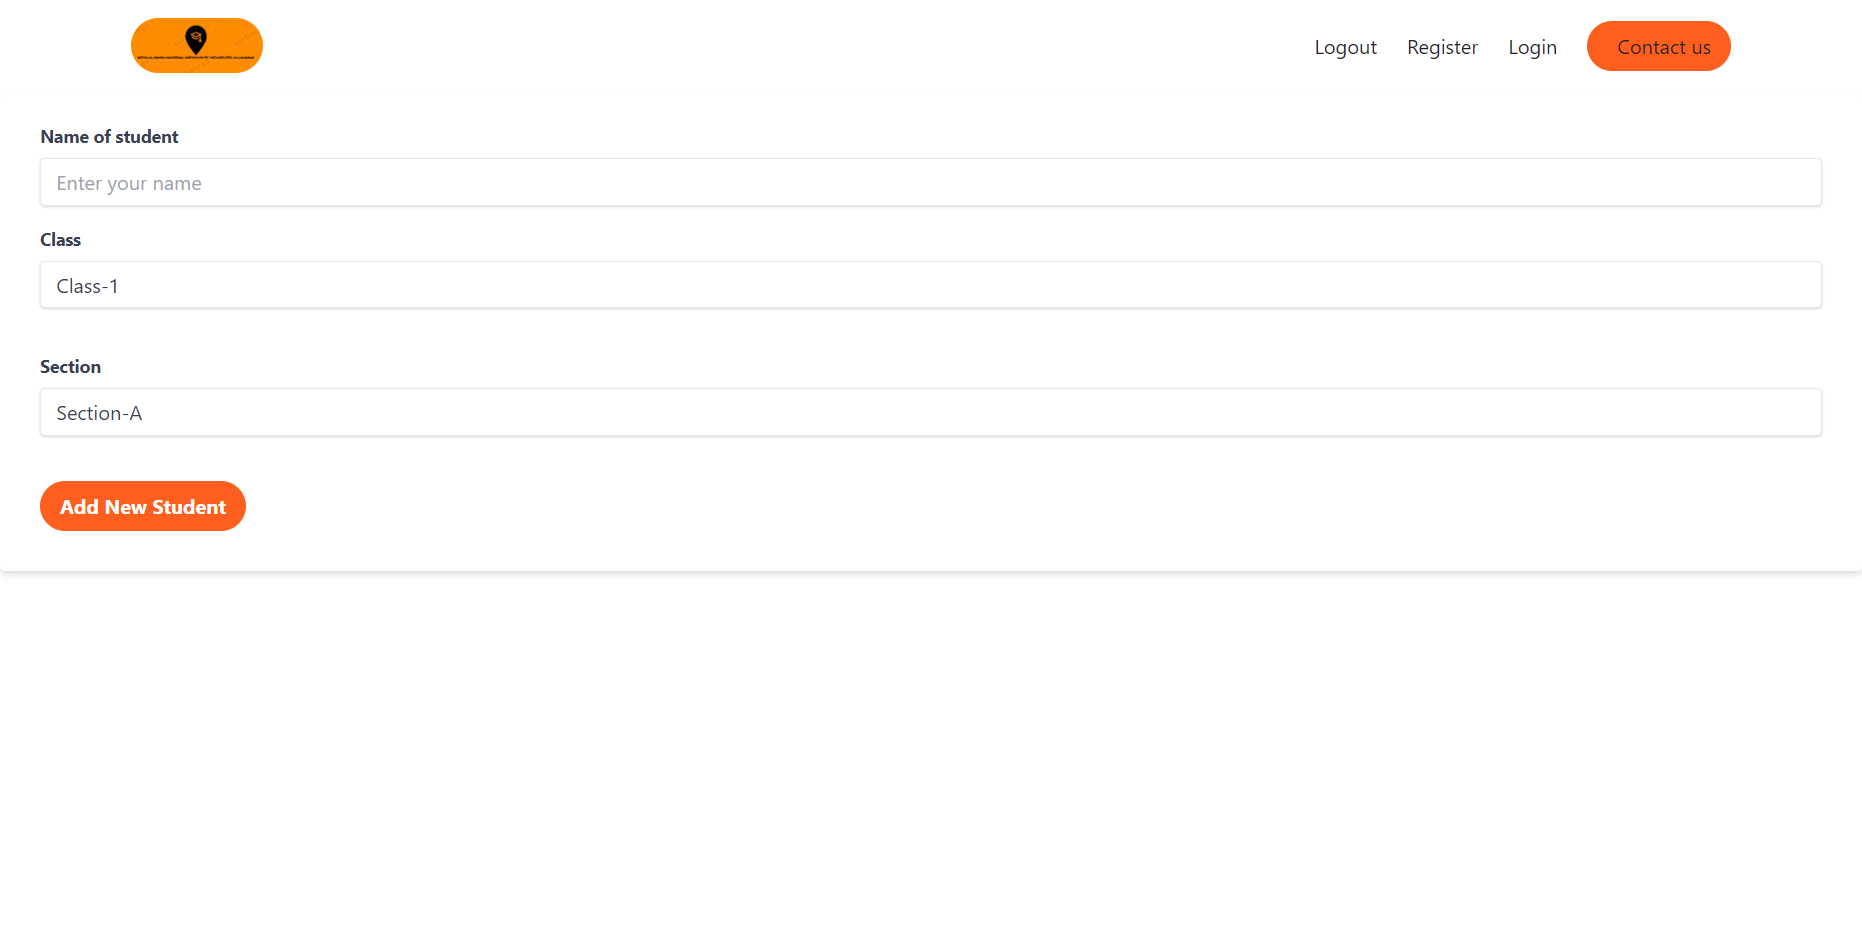 Logout Register Login Contact us
Name of student
Enter your name
Class
Class-1
Section
Section-A
Add New Student